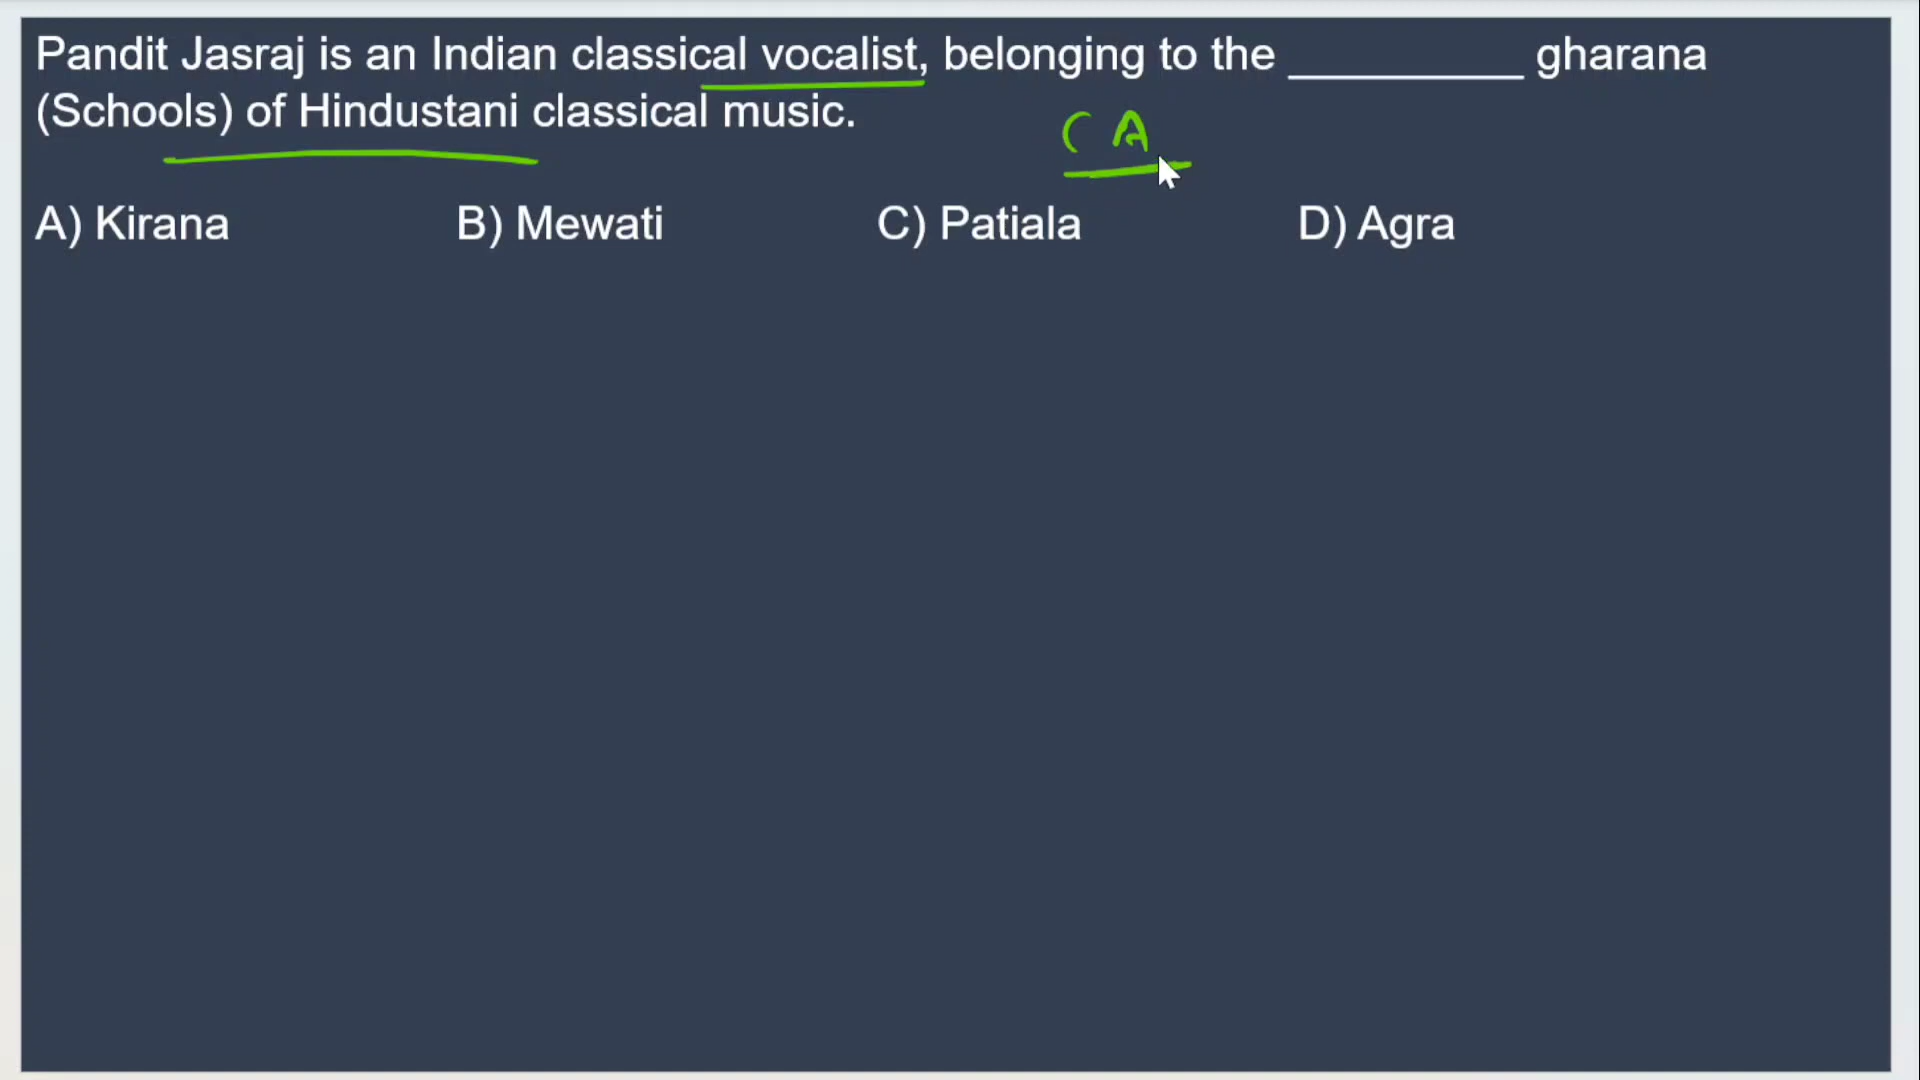 Pandit Jasraj is an Indian classical vocalist, belonging to the __________ gharana
(Schools) of Hindustani classical music.
( A
A) Kirana B) Mewati C) Patiala D) Agra